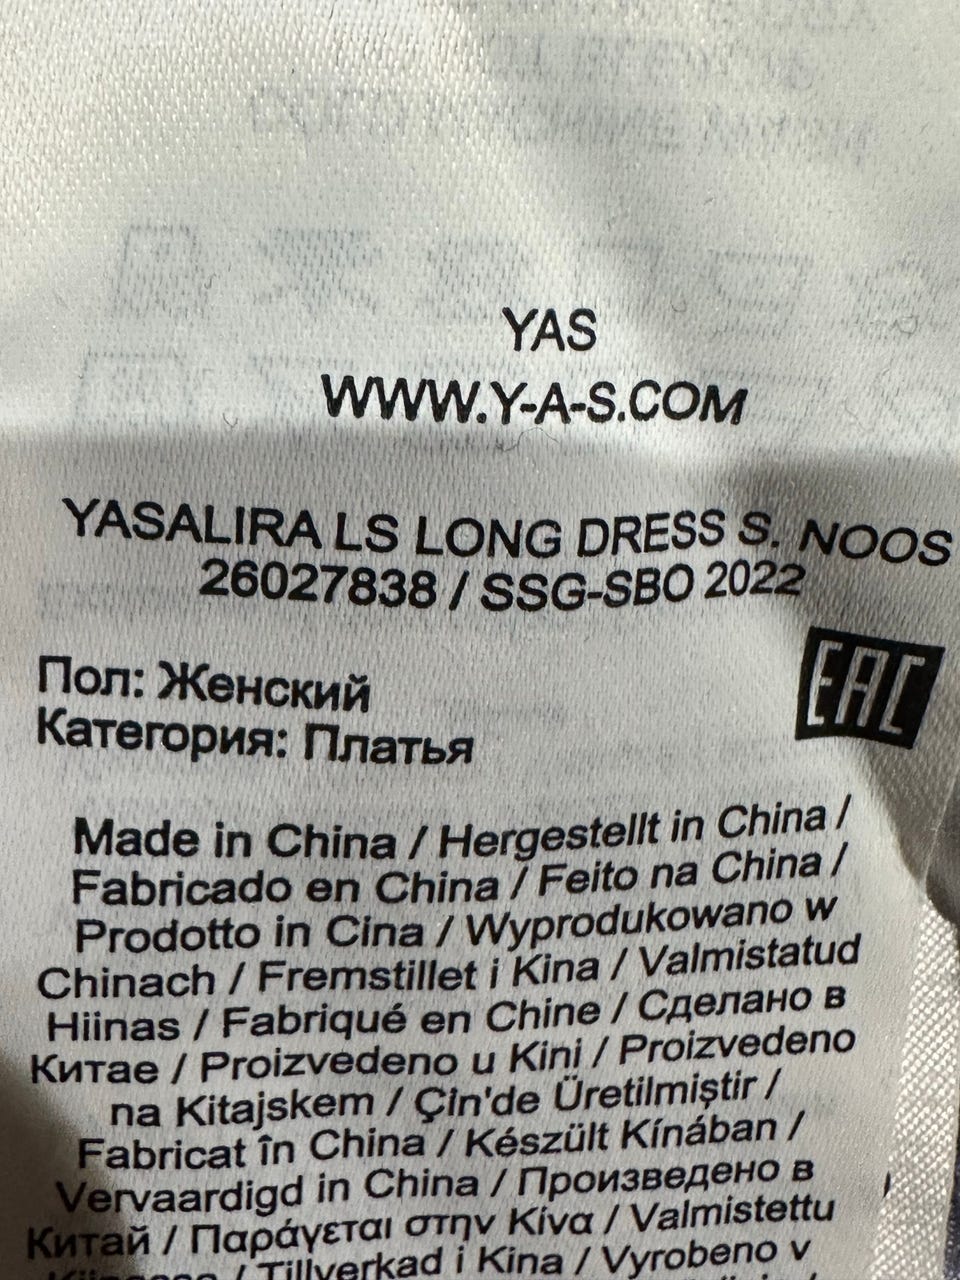 YAS
WWW.Y-A-S.COM
YASALIRA LS LONG DRESS S. NOOS
26027838 / SSG-SBO 2022
EAC
Пол: Женский
Категория: Платья
Made in China / Hergestellt in China /
Fabricado en China / Feito na China /
Prodotto in Cina / Wyprodukowano w
Chinach / Fremstillet i Kina / Valmistatud
Hiinas / Fabriqué en Chine / Сделано в
Китае / Proizvedeno u Kini / Proizvedeno
na Kitajskem / Çin'de Üretilmiştir /
Fabricat în China / Készült Kínában /
Vervaardigd in China / Произведено в
Китай / Παράγεται στην Κίνα / Valmistettu
/ Tillverkad i Kina / Vyrobeno v